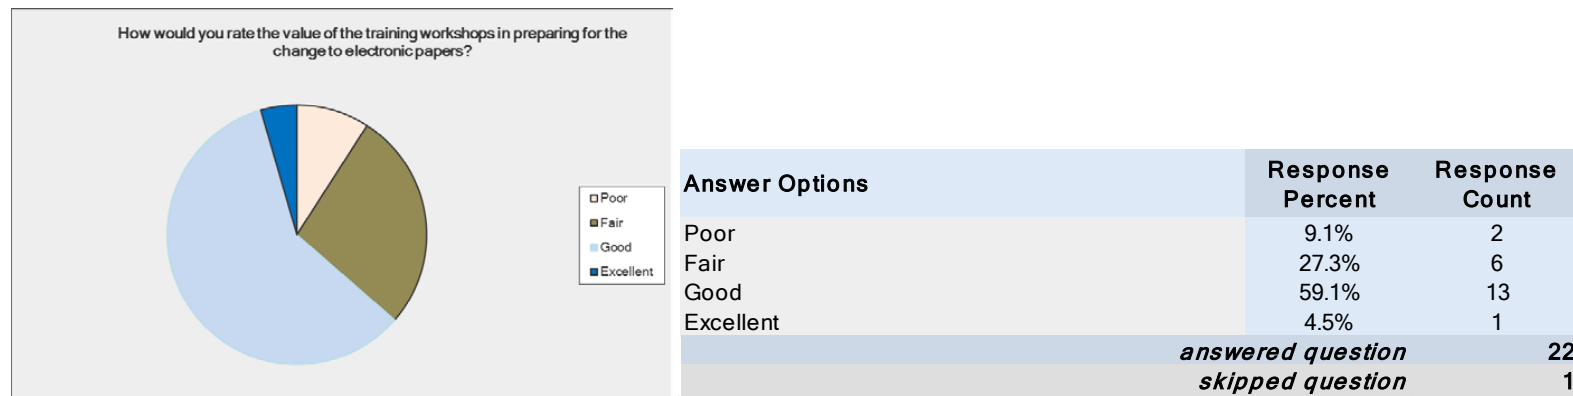 How would you rate the value of the training workshops in preparing for the
change to electronic papers?
Poor
Fair
Good
Excellent
Answer Options
Response Percent
Response Count
Poor 9.1% 2
Fair 27.3% 6
Good 59.1% 13
Excellent 4.5% 1
answered question 22
skipped question 1